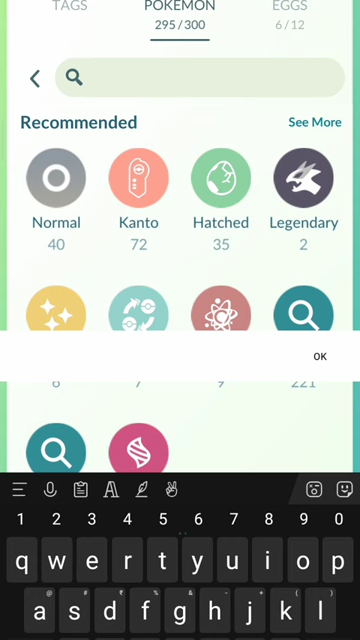 TAGS POKÉMON EGGS
295 / 300 6 / 12
Recommended See More
Normal Kanto Hatched Legendary
40 72 35 2
OK
6 7 9 221
1 2 3 4 5 6 7 8 9 0
q w e r t y u i o p
@ # ₹ % & - + ( )
a s d f g h j k l